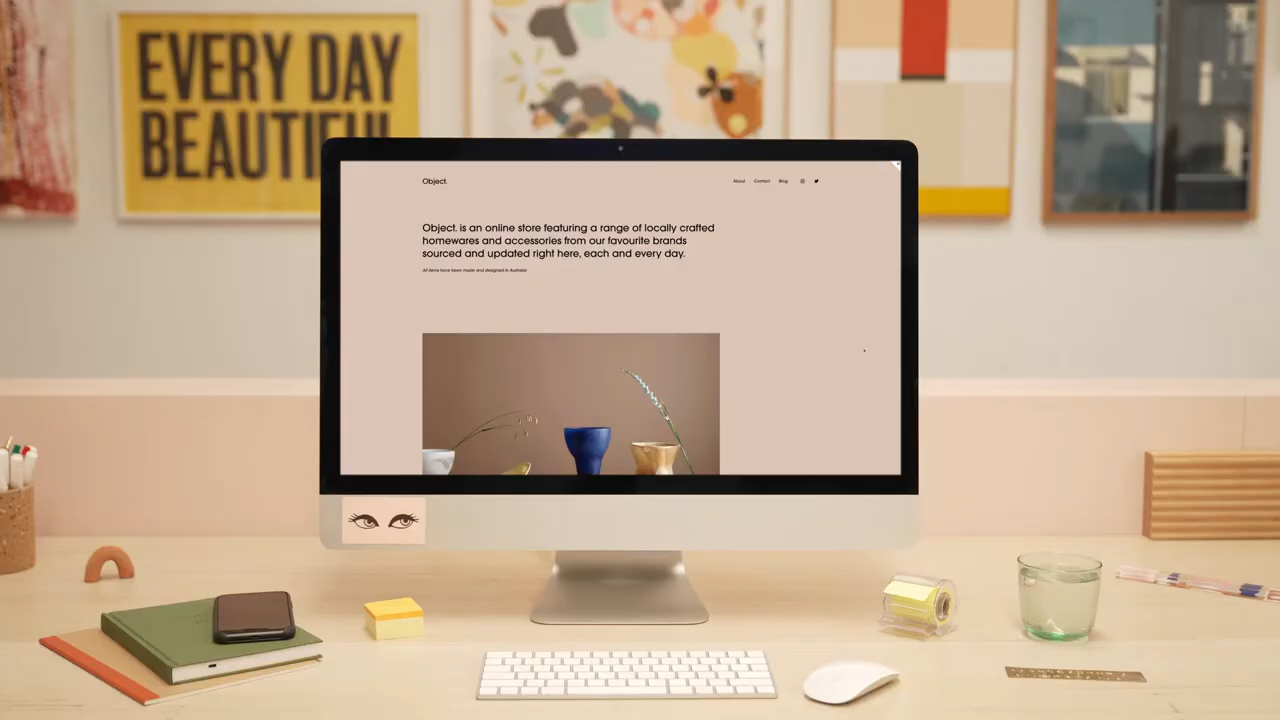 EVERY DAY
BEAUTIFUL
Object.
About
Contact
Blog
Object. is an online store featuring a range of locally crafted
homewares and accessories from our favourite brands
sourced and updated right here, each and every day.
All items have been made and designed in Australia